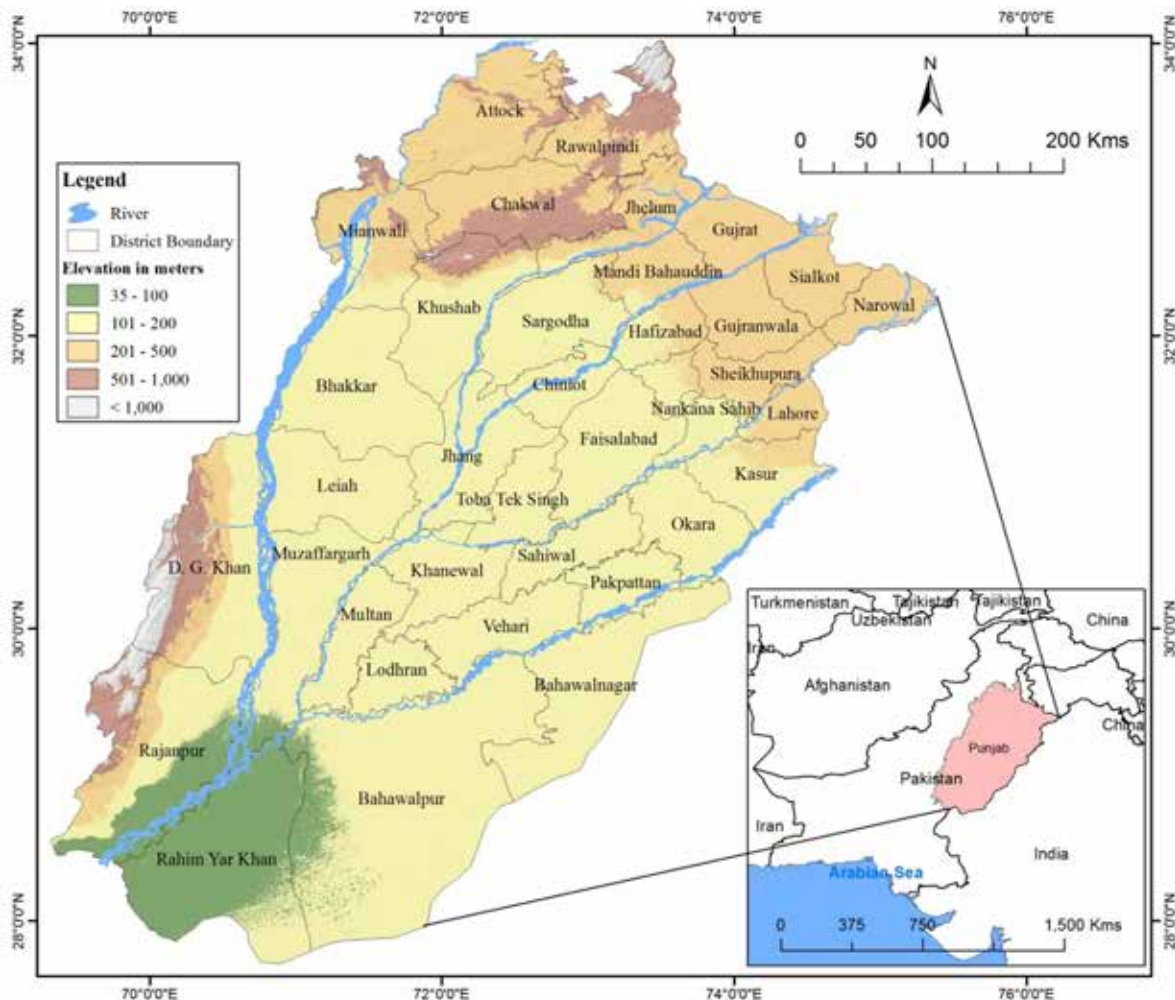 70°0'0"E
72°0'0"E
74°0'0"E
76°0'0"E
34°0'0"N
34°0'0"N
N
0 50 100 200 Kms
Attock
Rawalpindi
Legend
River
District Boundary
Elevation in meters
35 - 100
101 - 200
201 - 500
501 - 1,000
< 1,000
Chakwal
Jhelum
Mianwali
Gujrat
Mandi Bahauddin
Sialkot
Khushab
Narowal
Sargodha
Hafizabad
Gujranwala
32°0'0"N
32°0'0"N
Sheikhupura
Bhakkar
Chiniot
Nankana Sahib
Lahore
Faisalabad
Jhang
Kasur
Leiah
Toba Tek Singh
Okara
Muzaffargarh
Sahiwal
D. G. Khan
Khanewal
Pakpattan
Multan
Vehari
30°0'0"N
30°0'0"N
Lodhran
Bahawalnagar
Rajanpur
Bahawalpur
Rahim Yar Khan
28°0'0"N
28°0'0"N
Turkmenistan
Tajikistan
Tajikistan
Uzbekistan
China
Iran
Afghanistan
China
Punjab
Pakistan
Iran
India
Arabian Sea
0 375 750 1,500 Kms
70°0'0"E
72°0'0"E
74°0'0"E
76°0'0"E